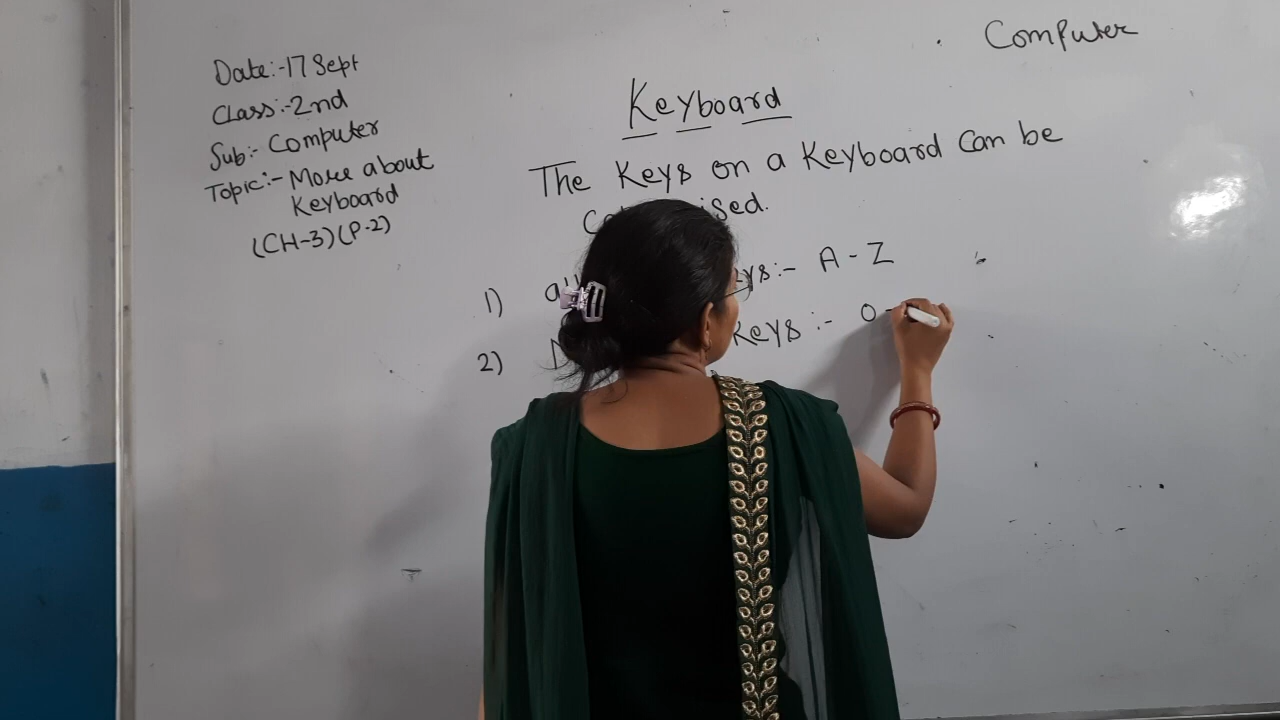 Computer
Date:-17 Sept
Class:-2nd
Sub:- Computer
Topic:- More about
Keyboard
(CH-3)(P-2)
Keyboard
The Keys on a Keyboard Can be
1) Keys:- A-Z
2) Keys:- 0-